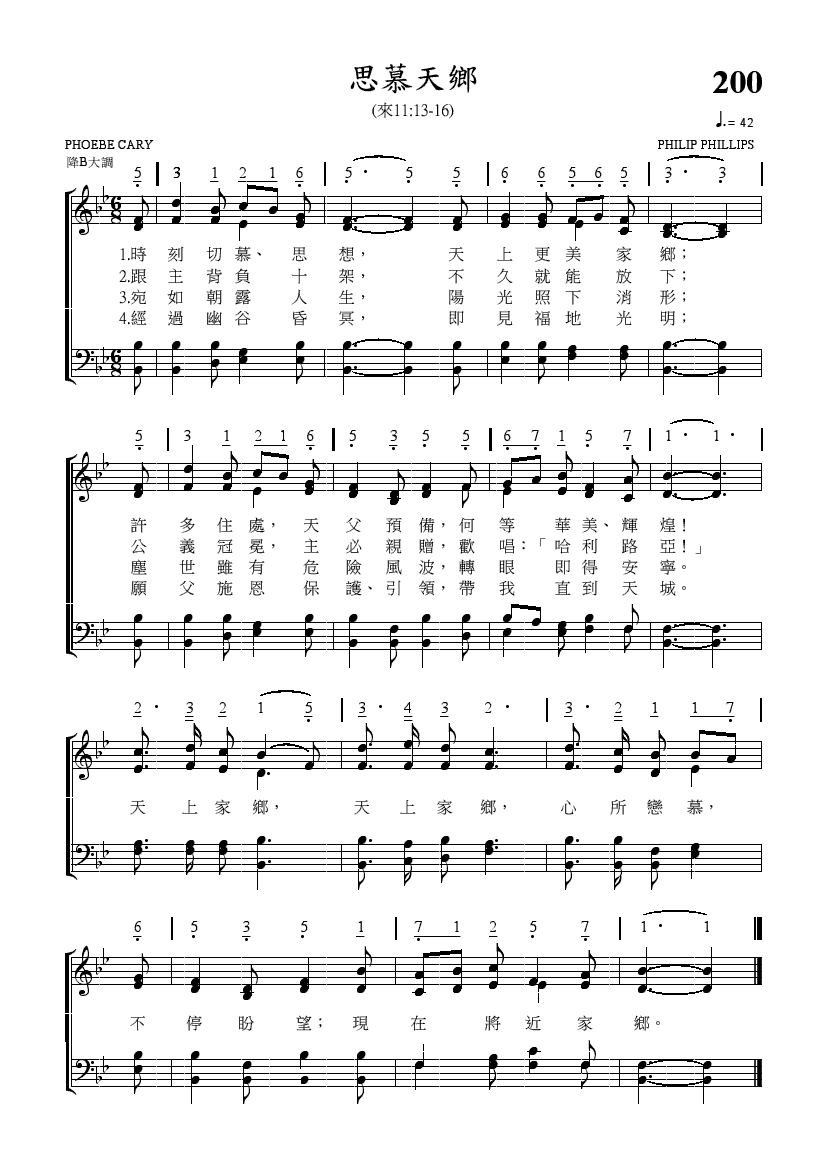 思慕天鄉
200
(來11:13-16)
♩. = 42
PHOEBE CARY
PHILIP PHILLIPS
降B大調
5 3 1 2 1 6 5 · 5 5 6 6 5 6 5 3 · 3
1.時刻切慕、思想，天上更美家鄉；
2.跟主背負十架，不久就能放下；
3.宛如朝露人生，陽光照下消形；
4.經過幽谷昏冥，即見福地光明；
5 3 1 2 1 6 5 3 5 5 6 7 1 5 7 1 · 1 ·
許多住處，天父預備，何等華美、輝煌！
公義冠冕，主必親贈，歡唱：「哈利路亞！」
塵世雖有危險風波，轉眼即得安寧。
願父施恩保護、引領，帶我直到天城。
2 · 3 2 1 5 3 · 4 3 2 · 3 · 2 1 1 7
天上家鄉，天上家鄉，心所戀慕，
6 5 3 5 1 7 1 2 5 7 1 · 1
不停盼望；現在將近家鄉。